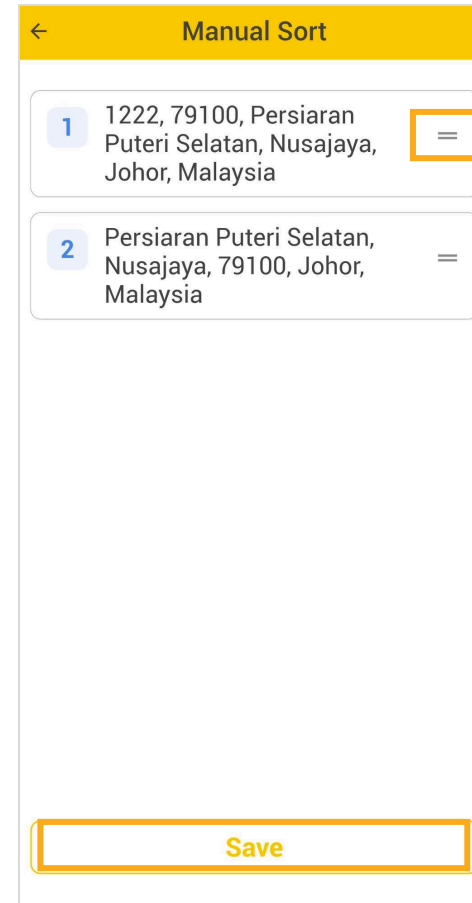 Manual Sort
1
1222, 79100, Persiaran
Puteri Selatan, Nusajaya,
Johor, Malaysia
2
Persiaran Puteri Selatan,
Nusajaya, 79100, Johor,
Malaysia
Save